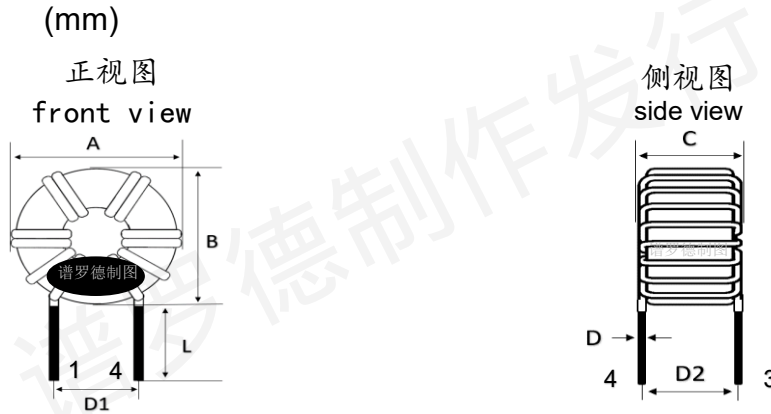 (mm)
正视图
front view
A
B
谱罗德制图
L
1 4
D1
侧视图
side view
C
谱罗德制图
D
4
D2
3
谱罗德制作发行